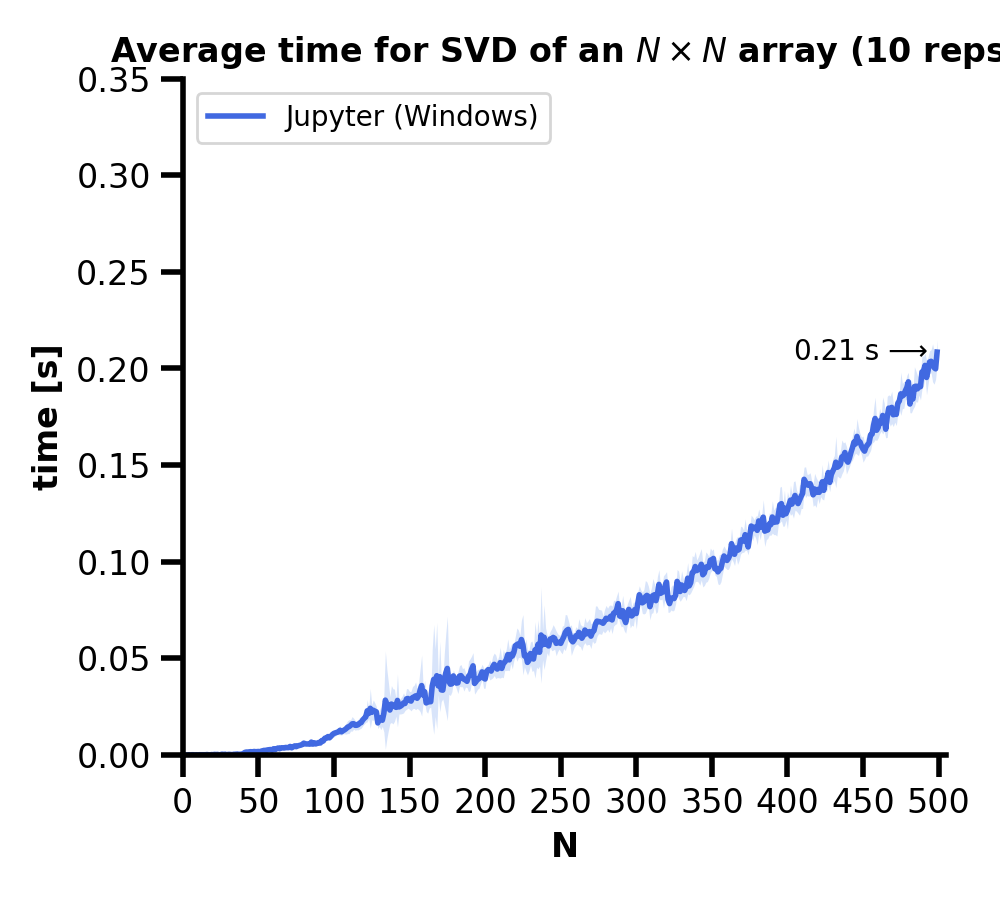 Average time for SVD of an N × N array (10 reps
0.35
Jupyter (Windows)
0.30
0.25
0.21 s ⟶
0.20
time [s]
0.15
0.10
0.05
0.00
0 50 100 150 200 250 300 350 400 450 500
N